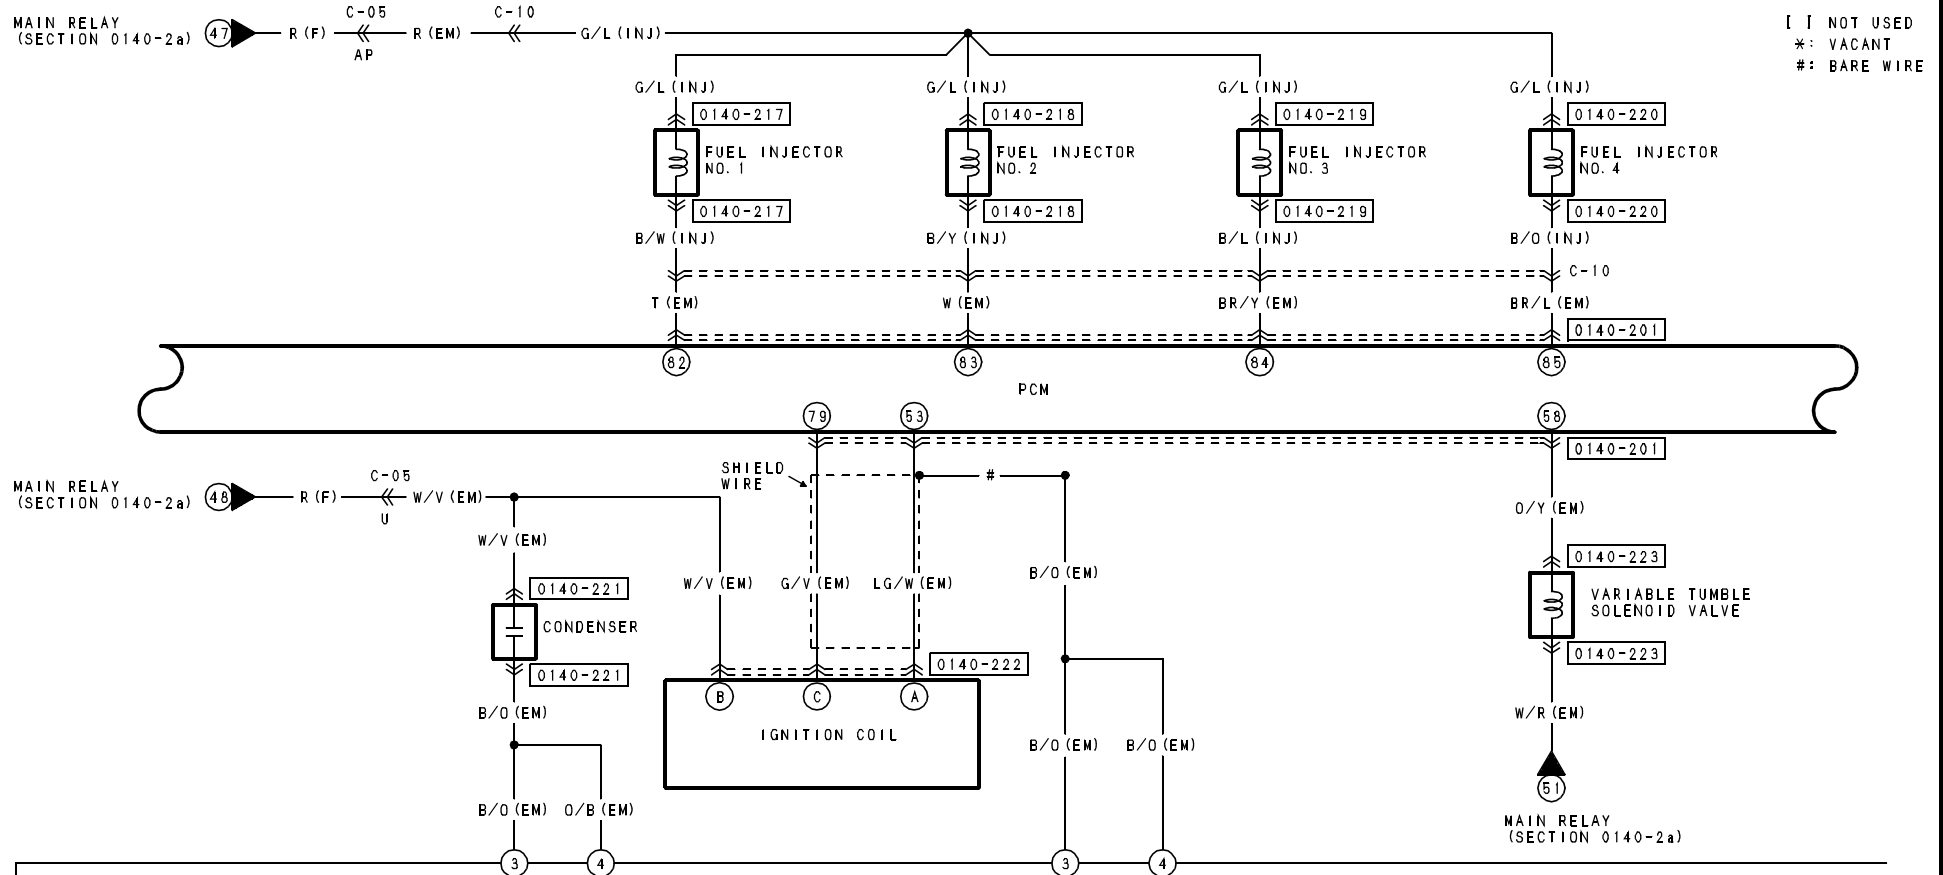 MAIN RELAY
(SECTION 0140-2a)
47
R (F)
C-05
AP
R (EM)
C-10
G/L (INJ)
[ ] NOT USED
*: VACANT
#: BARE WIRE
G/L (INJ)
G/L (INJ)
G/L (INJ)
G/L (INJ)
0140-217
0140-218
0140-219
0140-220
FUEL INJECTOR
NO. 1
FUEL INJECTOR
NO. 2
FUEL INJECTOR
NO. 3
FUEL INJECTOR
NO. 4
0140-217
0140-218
0140-219
0140-220
B/W (INJ)
B/Y (INJ)
B/L (INJ)
B/O (INJ)
C-10
T (EM)
W (EM)
BR/Y (EM)
BR/L (EM)
0140-201
82
83
84
85
PCM
79
53
58
0140-201
MAIN RELAY
(SECTION 0140-2a)
48
R (F)
C-05
U
W/V (EM)
SHIELD
WIRE
#
O/Y (EM)
W/V (EM)
0140-221
CONDENSER
0140-221
W/V (EM)
G/V (EM)
LG/W (EM)
B/O (EM)
0140-223
VARIABLE TUMBLE
SOLENOID VALVE
0140-223
0140-222
B
C
A
IGNITION COIL
B/O (EM)
B/O (EM)
B/O (EM)
W/R (EM)
51
MAIN RELAY
(SECTION 0140-2a)
B/O (EM)
O/B (EM)
3
4
3
4